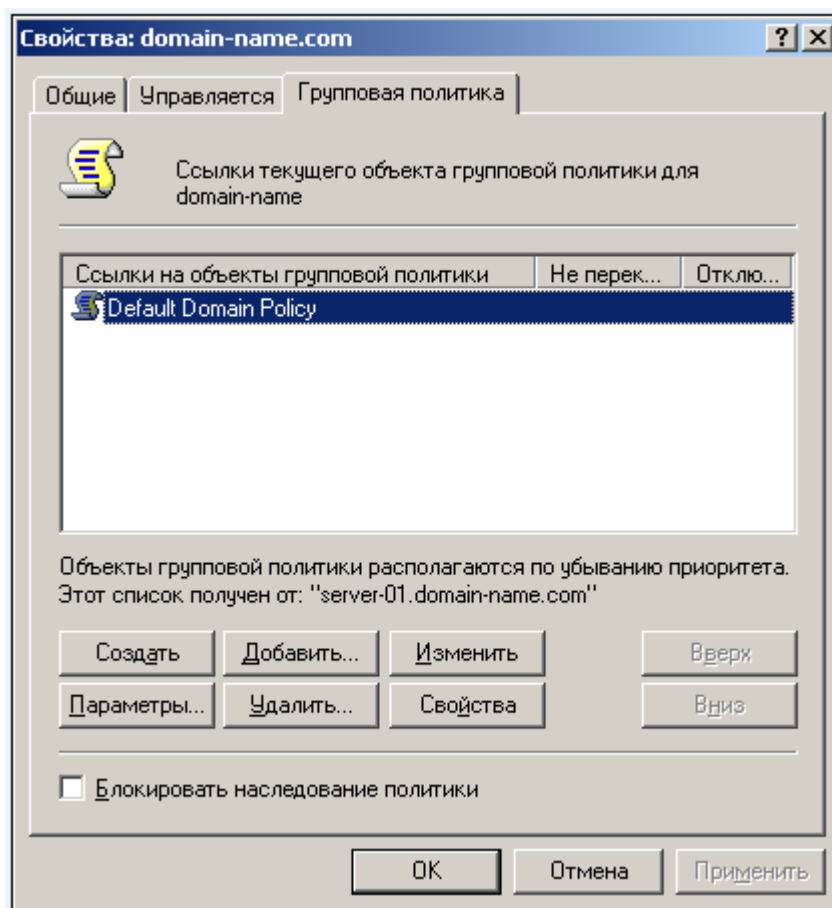 Свойства: domain-name.com
Общие Управляется Групповая политика
Ссылки текущего объекта групповой политики для
domain-name
Ссылки на объекты групповой политики Не перек... Отклю...
Default Domain Policy
Объекты групповой политики располагаются по убыванию приоритета.
Этот список получен от: "server-01.domain-name.com"
Создать Добавить... Изменить Вверх
Параметры... Удалить... Свойства Вниз
Блокировать наследование политики
OK Отмена Применить